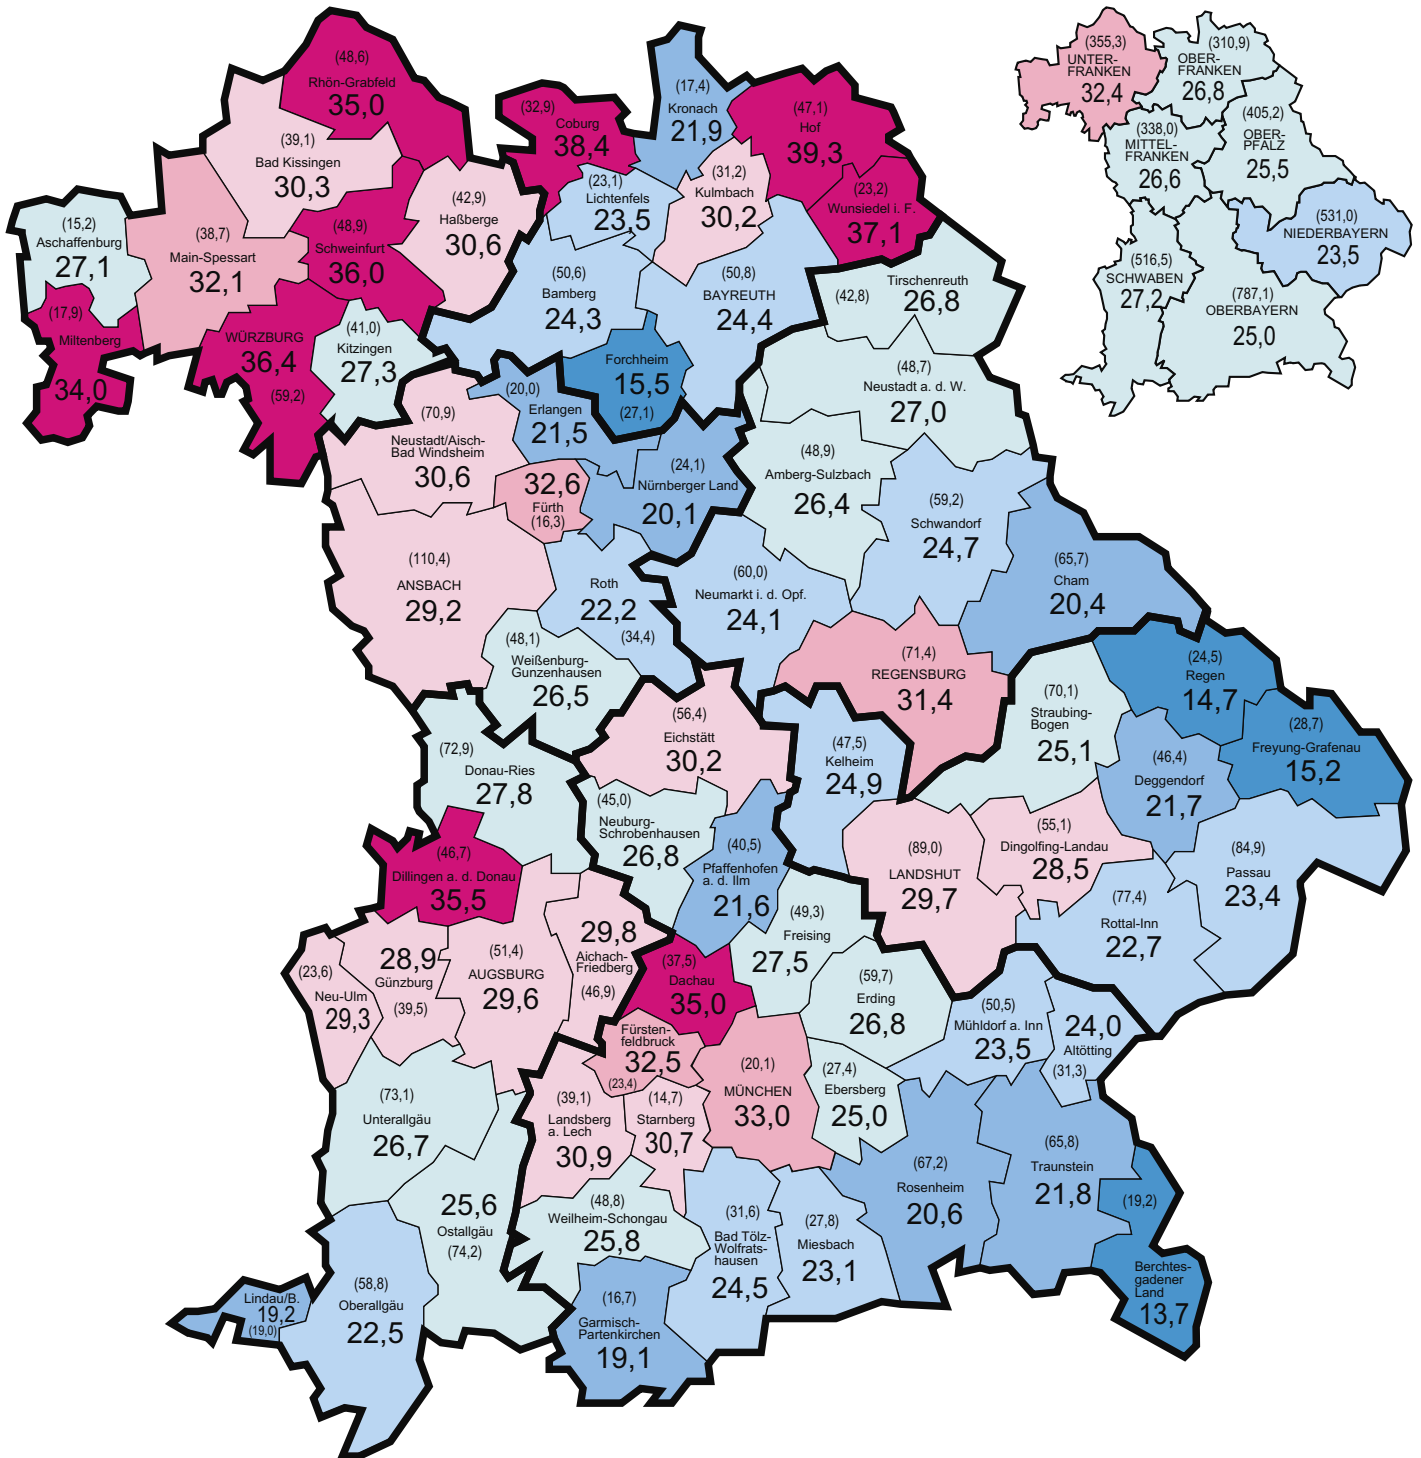 (48,6)
Rhön-Grabfeld
35,0
(39,1)
Bad Kissingen
30,3
(42,9)
Haßberge
30,6
(15,2)
Aschaffenburg
27,1
(38,7)
Main-Spessart
32,1
(48,9)
Schweinfurt
36,0
(17,9)
Miltenberg
34,0
WÜRZBURG
36,4
(59,2)
(41,0)
Kitzingen
27,3
(32,9)
Coburg
38,4
(17,4)
Kronach
21,9
(47,1)
Hof
39,3
(23,1)
Lichtenfels
23,5
(31,2)
Kulmbach
30,2
(23,2)
Wunsiedel i. F.
37,1
(50,6)
Bamberg
24,3
(50,8)
BAYREUTH
24,4
Forchheim
15,5
(27,1)
(42,8)
Tirschenreuth
26,8
(48,7)
Neustadt a. d. W.
27,0
(48,9)
Amberg-Sulzbach
26,4
(59,2)
Schwandorf
24,7
(65,7)
Cham
20,4
(60,0)
Neumarkt i. d. Opf.
24,1
(71,4)
REGENSBURG
31,4
(70,9)
Neustadt/Aisch-
Bad Windsheim
30,6
(20,0)
Erlangen
21,5
32,6
Fürth
(16,3)
(24,1)
Nürnberger Land
20,1
(110,4)
ANSBACH
29,2
Roth
22,2
(34,4)
(48,1)
Weißenburg-
Gunzenhausen
26,5
(24,5)
Regen
14,7
(28,7)
Freyung-Grafenau
15,2
(70,1)
Straubing-
Bogen
25,1
(46,4)
Deggendorf
21,7
(47,5)
Kelheim
24,9
(89,0)
LANDSHUT
29,7
(55,1)
Dingolfing-Landau
28,5
(84,9)
Passau
23,4
(77,4)
Rottal-Inn
22,7
(72,9)
Donau-Ries
27,8
(46,7)
Dillingen a. d. Donau
35,5
(23,6)
Neu-Ulm
29,3
28,9
Günzburg
(39,5)
(51,4)
AUGSBURG
29,6
29,8
Aichach-
Friedberg
(46,9)
(73,1)
Unterallgäu
26,7
25,6
Ostallgäu
(74,2)
(58,8)
Oberallgäu
22,5
Lindau/B.
19,2
(19,0)
(56,4)
Eichstätt
30,2
(45,0)
Neuburg-
Schrobenhausen
26,8
(40,5)
Pfaffenhofen
a. d. Ilm
21,6
(49,3)
Freising
27,5
(59,7)
Erding
26,8
(37,5)
Dachau
35,0
Fürsten-
feldbruck
32,5
(23,4)
(20,1)
MÜNCHEN
33,0
(27,4)
Ebersberg
25,0
(50,5)
Mühldorf a. Inn
23,5
24,0
Altötting
(31,3)
(39,1)
Landsberg
a. Lech
30,9
(14,7)
Starnberg
30,7
(48,8)
Weilheim-Schongau
25,8
(16,7)
Garmisch-
Partenkirchen
19,1
(31,6)
Bad Tölz-
Wolfrats-
hausen
24,5
(27,8)
Miesbach
23,1
(67,2)
Rosenheim
20,6
(65,8)
Traunstein
21,8
(19,2)
Berchtes-
gadener
Land
13,7
(355,3)
UNTER-
FRANKEN
32,4
(310,9)
OBER-
FRANKEN
26,8
(338,0)
MITTEL-
FRANKEN
26,6
(405,2)
OBER-
PFALZ
25,5
(531,0)
NIEDERBAYERN
23,5
(516,5)
SCHWABEN
27,2
(787,1)
OBERBAYERN
25,0